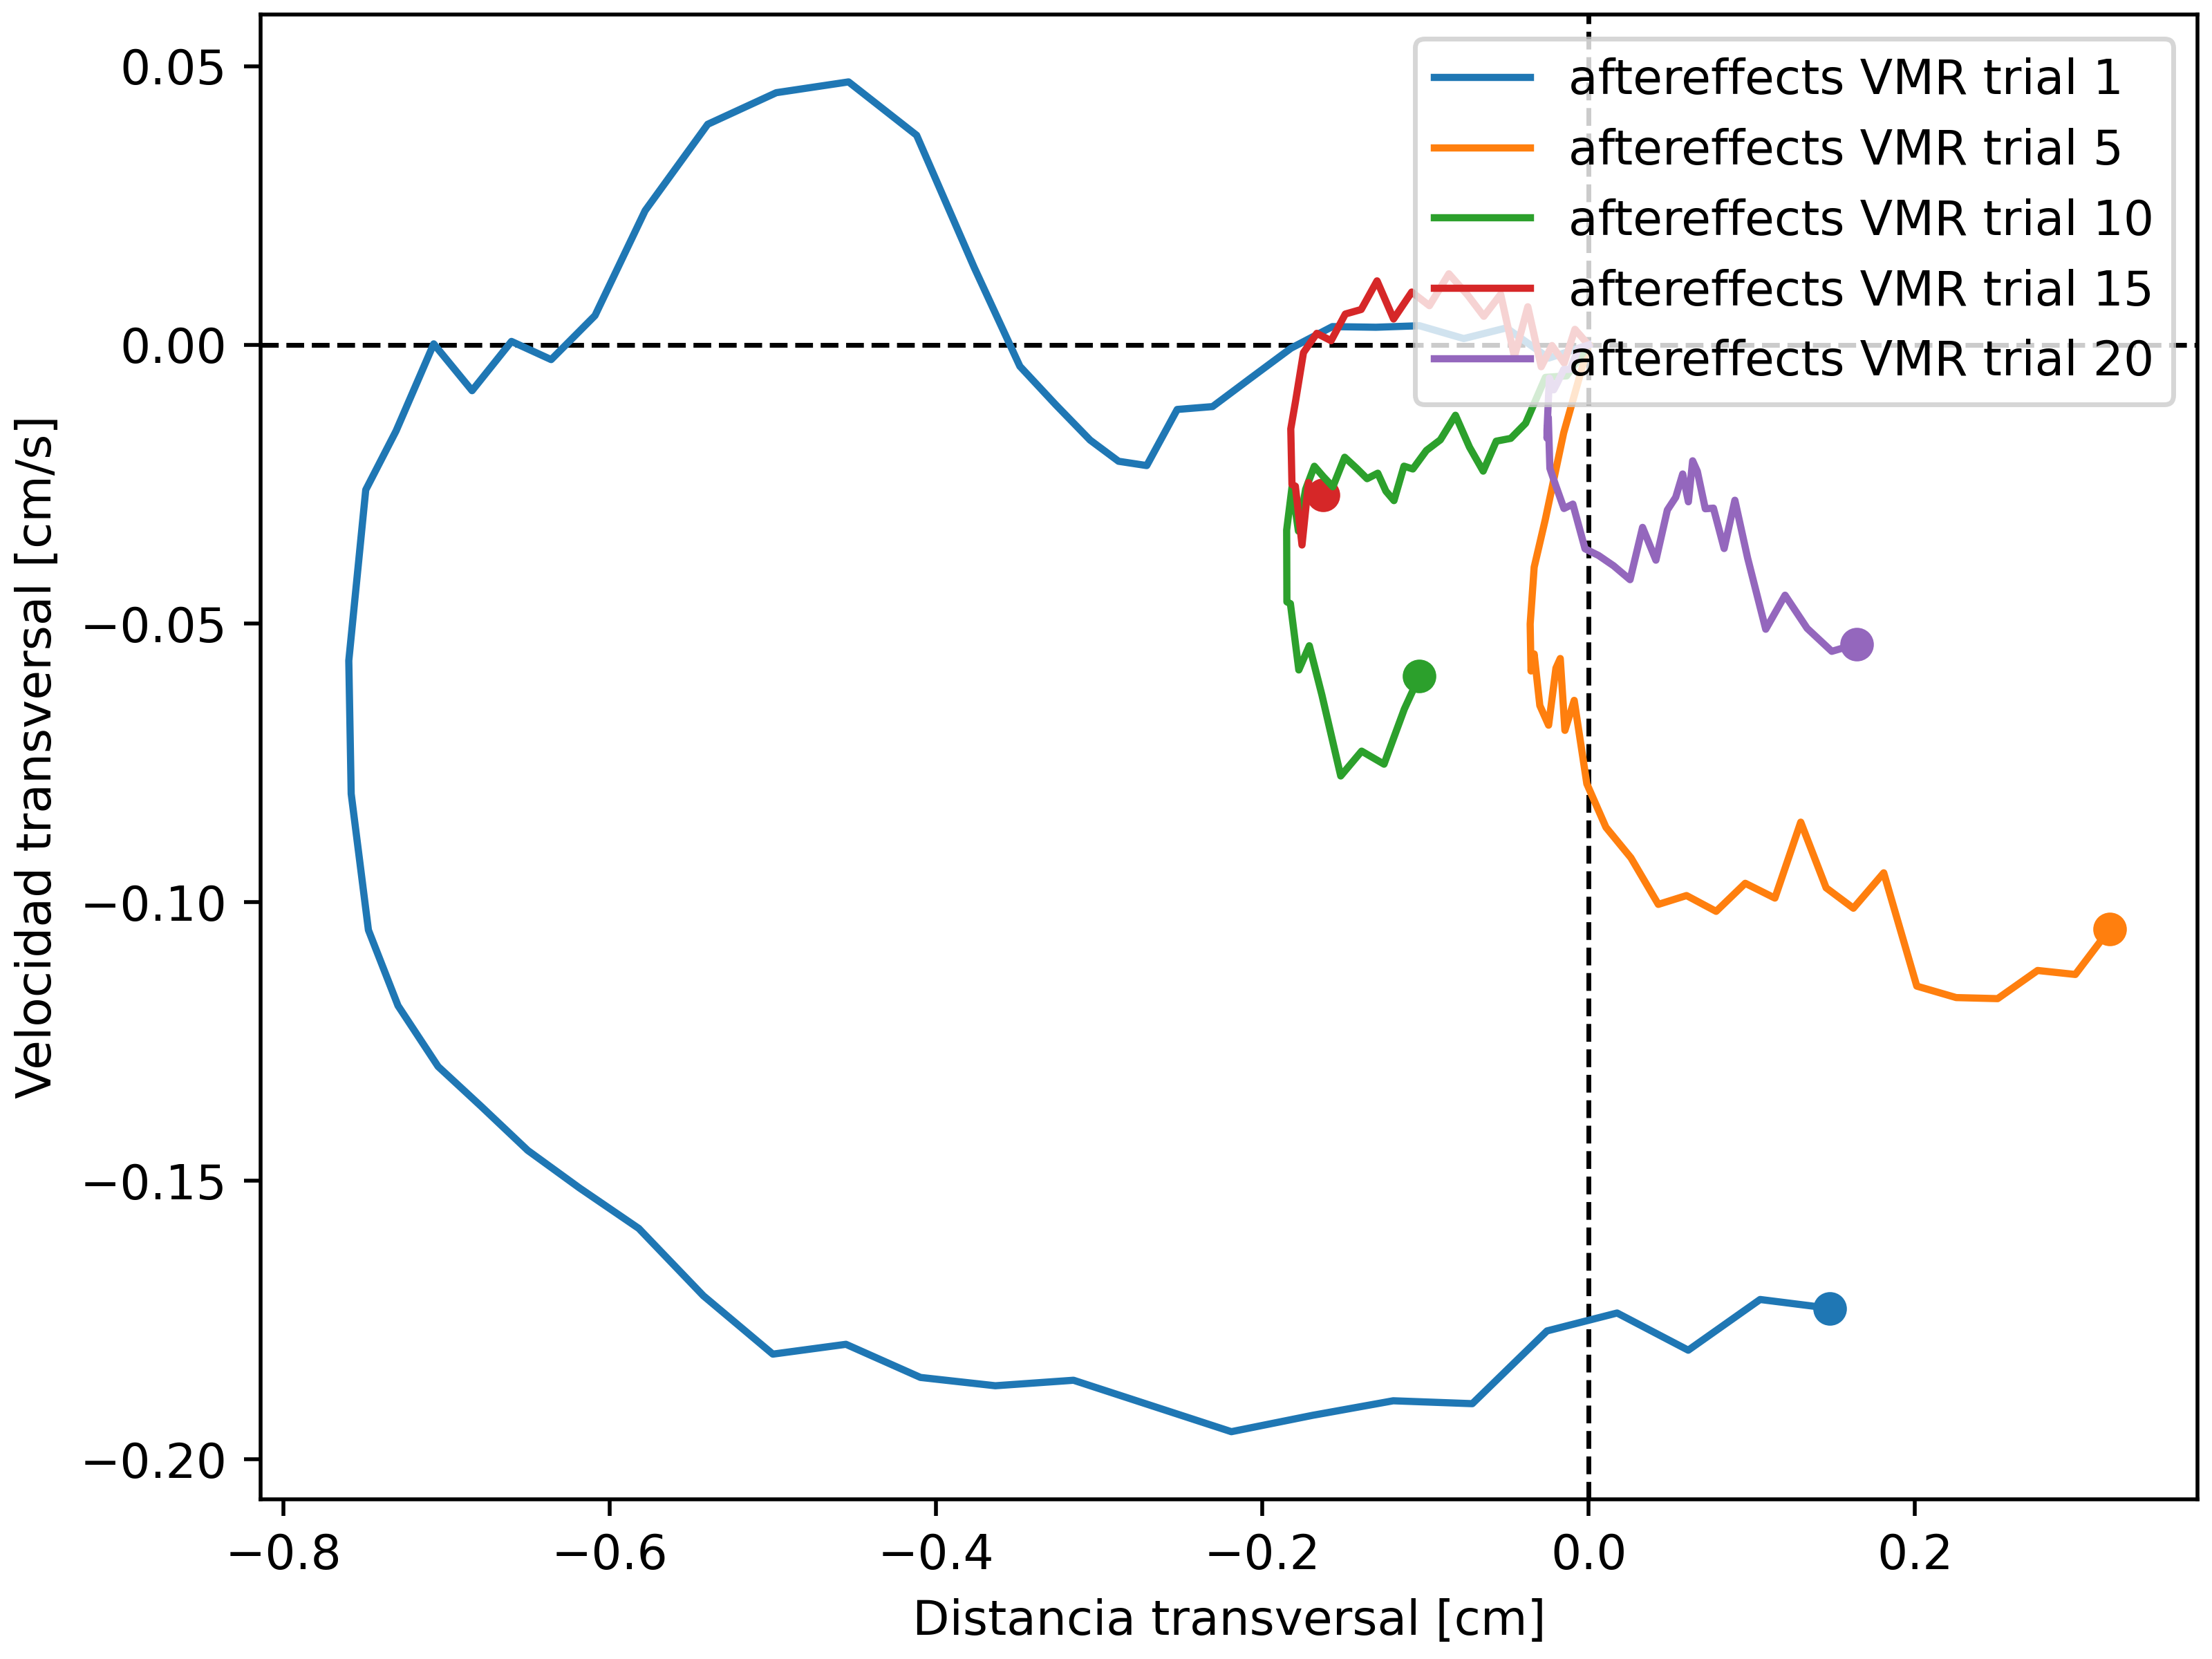 aftereffects VMR trial 1
aftereffects VMR trial 5
aftereffects VMR trial 10
aftereffects VMR trial 15
aftereffects VMR trial 20
Velocidad transversal [cm/s]
0.05
0.00
−0.05
−0.10
−0.15
−0.20
−0.8 −0.6 −0.4 −0.2 0.0 0.2
Distancia transversal [cm]